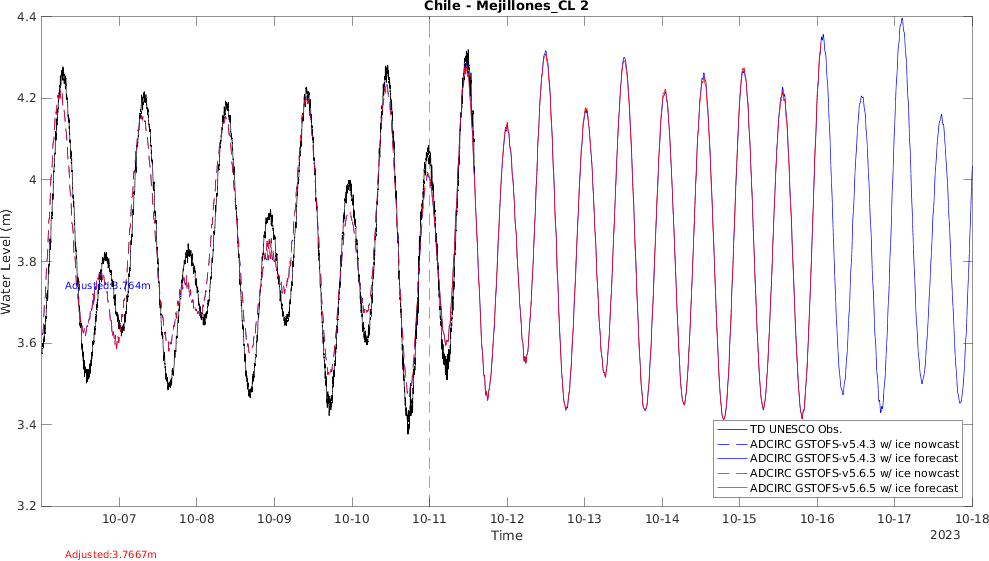 Chile - Mejillones_CL 2
4.4
4.2
4
3.8
3.6
3.4
3.2
Water Level (m)
Adjusted:3.764m
TD UNESCO Obs.
ADCIRC GSTOFS-v5.4.3 w/ ice nowcast
ADCIRC GSTOFS-v5.4.3 w/ ice forecast
ADCIRC GSTOFS-v5.6.5 w/ ice nowcast
ADCIRC GSTOFS-v5.6.5 w/ ice forecast
10-07 10-08 10-09 10-10 10-11 10-12 10-13 10-14 10-15 10-16 10-17 10-18
Time
2023
Adjusted:3.7667m